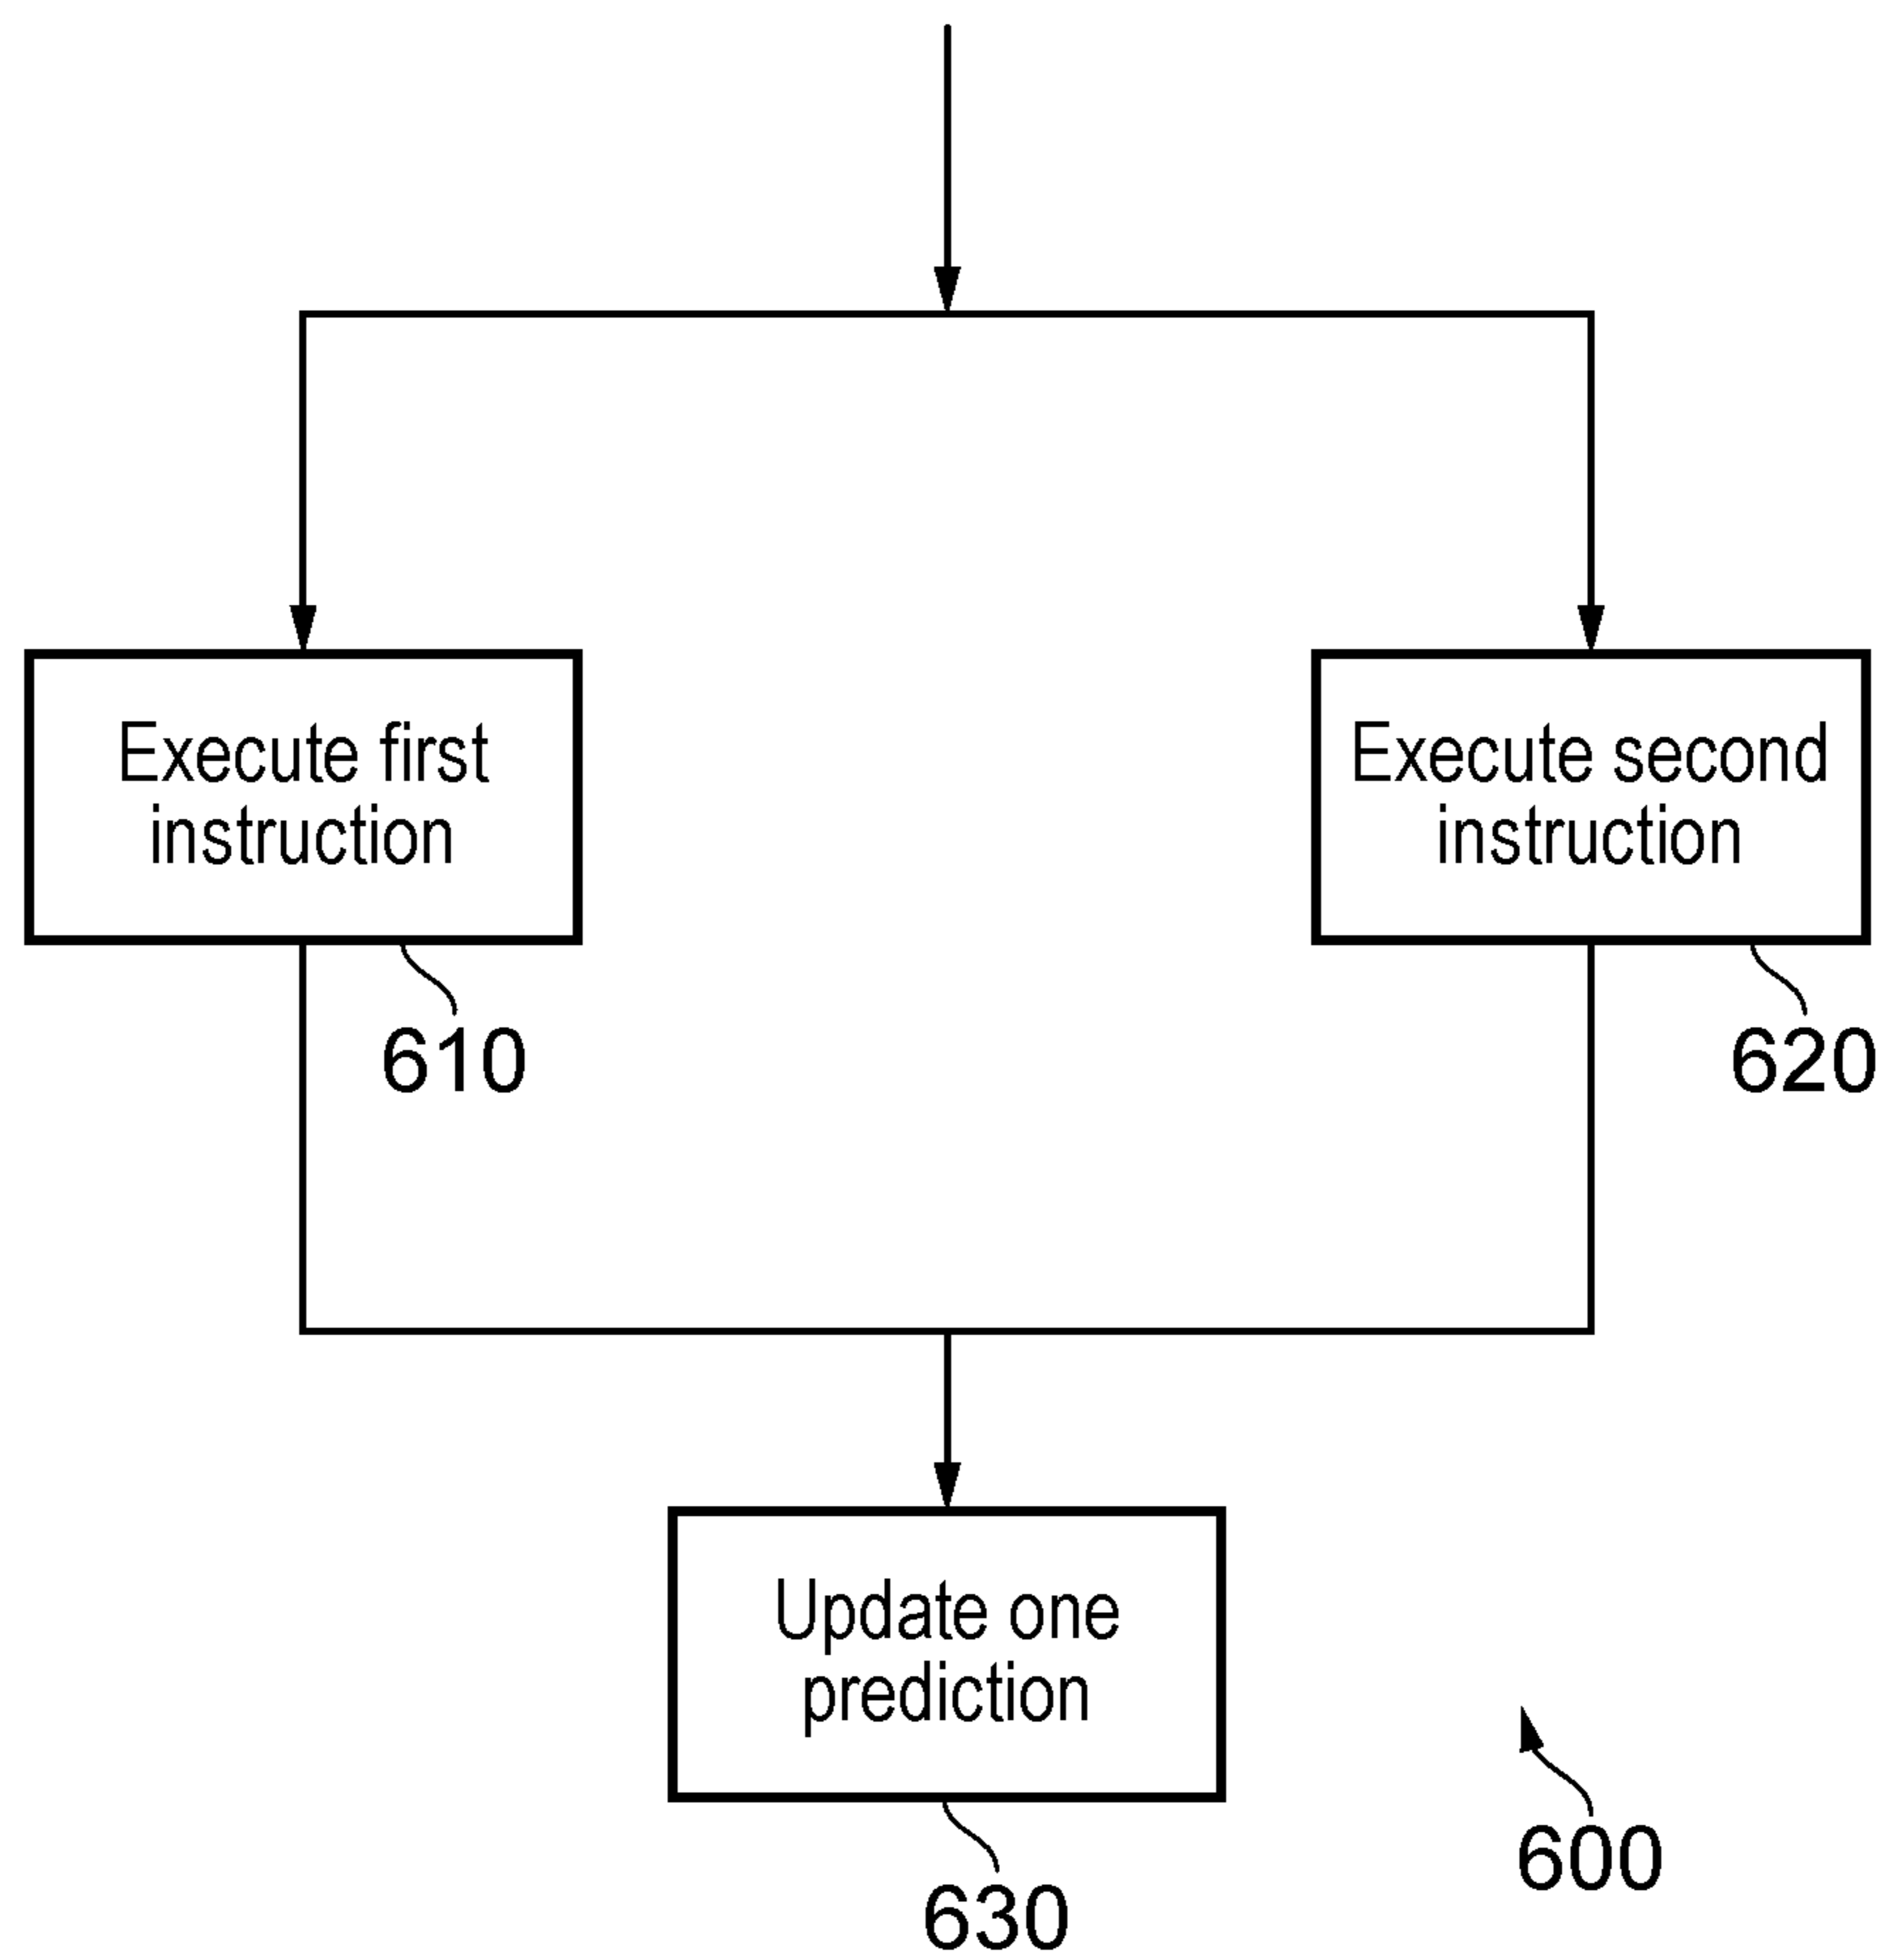 Execute first
instruction
610
Execute second
instruction
620
Update one
prediction
630
600